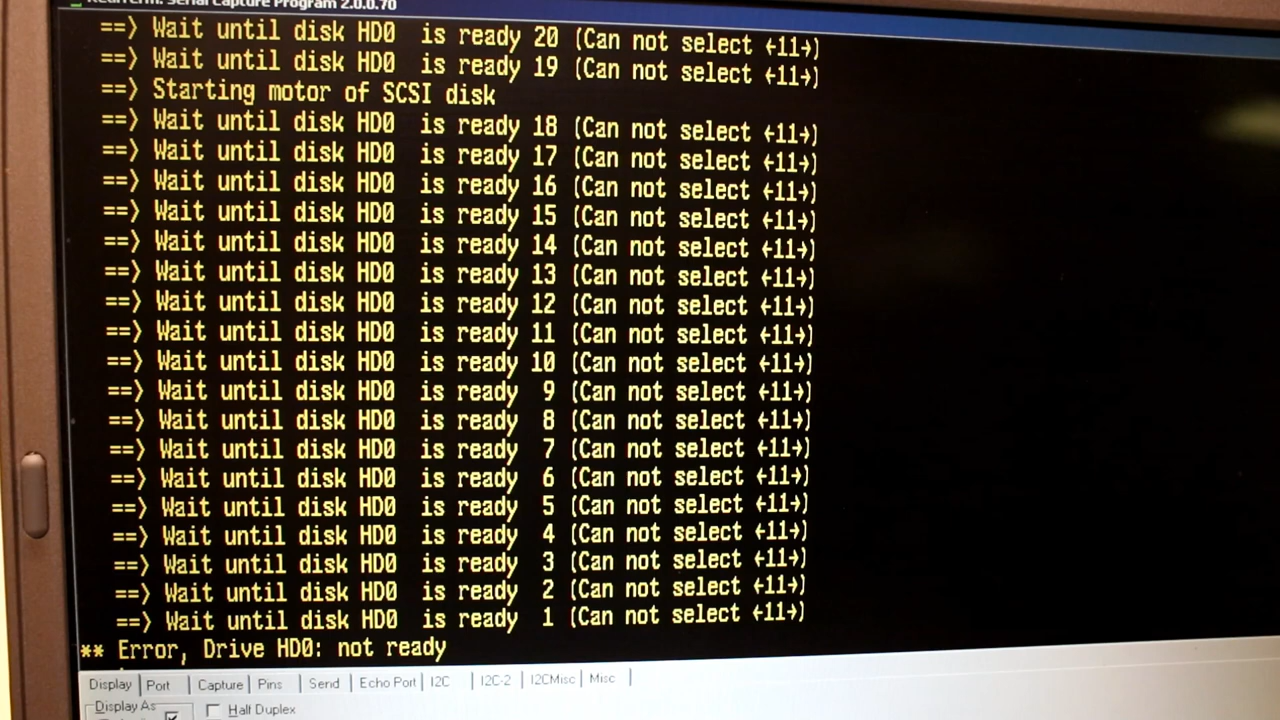 RealTerm: Serial Capture Program 2.0.0.70
==> Wait until disk HD0  is ready 20 (Can not select ←11→)
==> Wait until disk HD0  is ready 19 (Can not select ←11→)
==> Starting motor of SCSI disk
==> Wait until disk HD0  is ready 18 (Can not select ←11→)
==> Wait until disk HD0  is ready 17 (Can not select ←11→)
==> Wait until disk HD0  is ready 16 (Can not select ←11→)
==> Wait until disk HD0  is ready 15 (Can not select ←11→)
==> Wait until disk HD0  is ready 14 (Can not select ←11→)
==> Wait until disk HD0  is ready 13 (Can not select ←11→)
==> Wait until disk HD0  is ready 12 (Can not select ←11→)
==> Wait until disk HD0  is ready 11 (Can not select ←11→)
==> Wait until disk HD0  is ready 10 (Can not select ←11→)
==> Wait until disk HD0  is ready  9 (Can not select ←11→)
==> Wait until disk HD0  is ready  8 (Can not select ←11→)
==> Wait until disk HD0  is ready  7 (Can not select ←11→)
==> Wait until disk HD0  is ready  6 (Can not select ←11→)
==> Wait until disk HD0  is ready  5 (Can not select ←11→)
==> Wait until disk HD0  is ready  4 (Can not select ←11→)
==> Wait until disk HD0  is ready  3 (Can not select ←11→)
==> Wait until disk HD0  is ready  2 (Can not select ←11→)
==> Wait until disk HD0  is ready  1 (Can not select ←11→)
** Error, Drive HD0: not ready
Display Port Capture Pins Send Echo Port I2C I2C-2 I2CMisc Misc
Display As Half Duplex